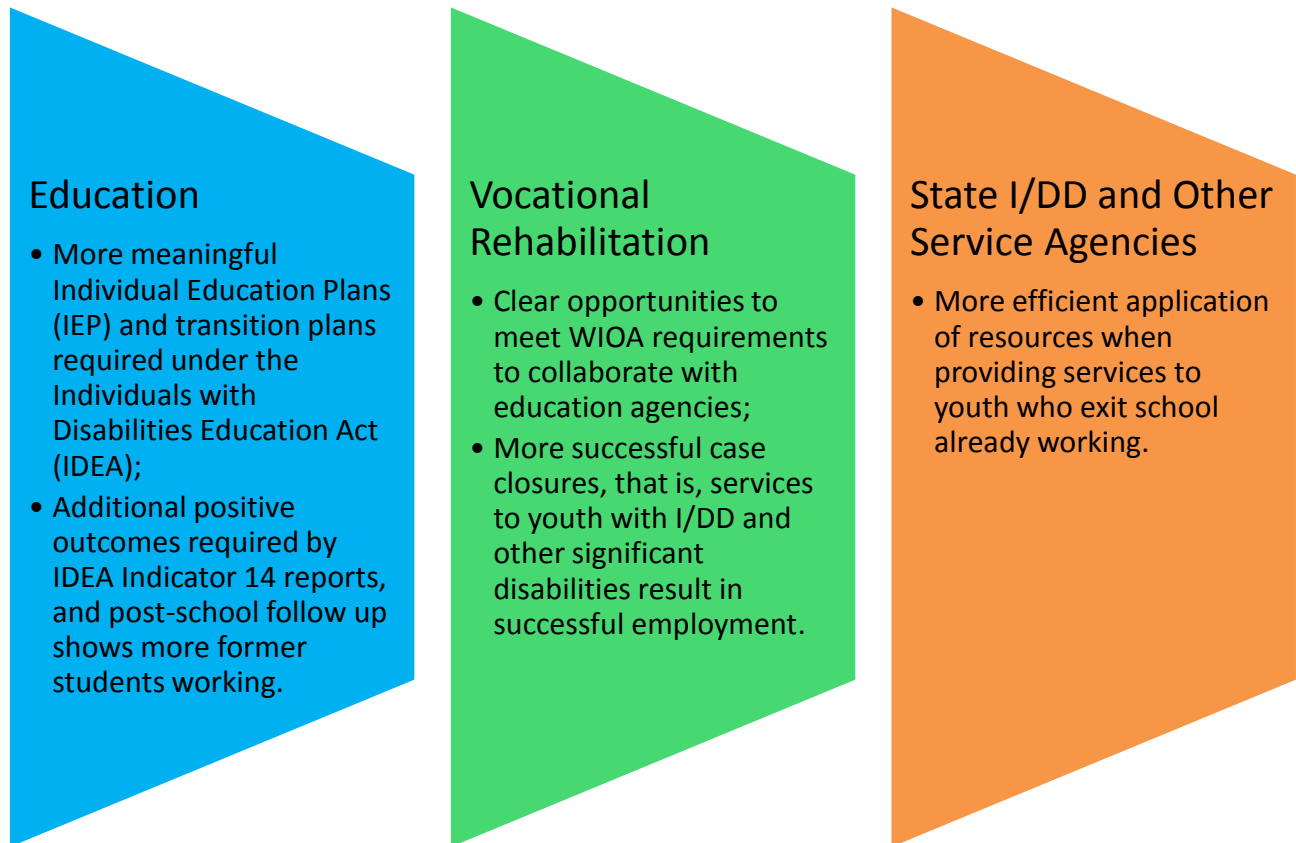 Education
• More meaningful
Individual Education Plans
(IEP) and transition plans
required under the
Individuals with
Disabilities Education Act
(IDEA);
• Additional positive
outcomes required by
IDEA Indicator 14 reports,
and post-school follow up
shows more former
students working.
Vocational
Rehabilitation
• Clear opportunities to
meet WIOA requirements
to collaborate with
education agencies;
• More successful case
closures, that is, services
to youth with I/DD and
other significant
disabilities result in
successful employment.
State I/DD and Other
Service Agencies
• More efficient application
of resources when
providing services to
youth who exit school
already working.